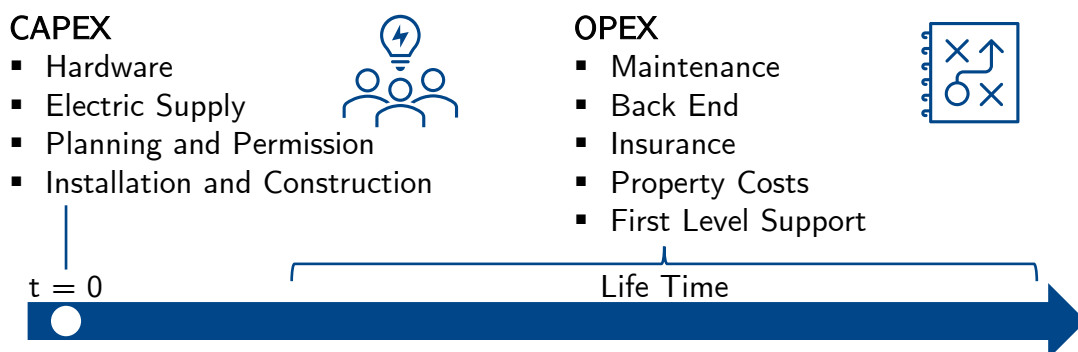 CAPEX
▪ Hardware
▪ Electric Supply
▪ Planning and Permission
▪ Installation and Construction
OPEX
▪ Maintenance
▪ Back End
▪ Insurance
▪ Property Costs
▪ First Level Support
t = 0
Life Time